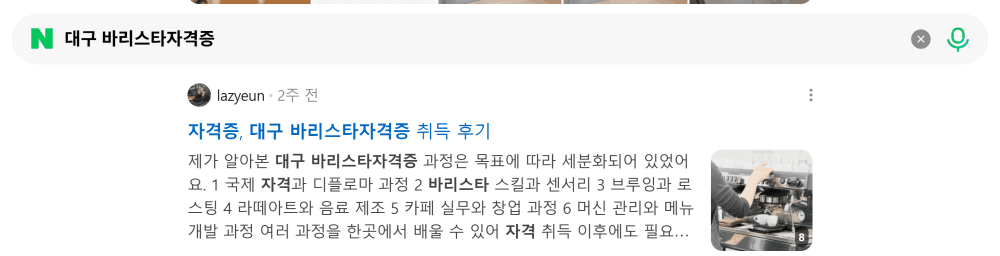 N 대구 바리스타자격증
lazyeun · 2주 전
자격증, 대구 바리스타자격증 취득 후기
제가 알아본 대구 바리스타자격증 과정은 목표에 따라 세분화되어 있었어
요. 1 국제 자격과 디플로마 과정 2 바리스타 스킬과 센서리 3 브루잉과 로
스팅 4 라떼아트와 음료 제조 5 카페 실무와 창업 과정 6 머신 관리와 메뉴
개발 과정 여러 과정을 한곳에서 배울 수 있어 자격 취득 이후에도 필요...
8